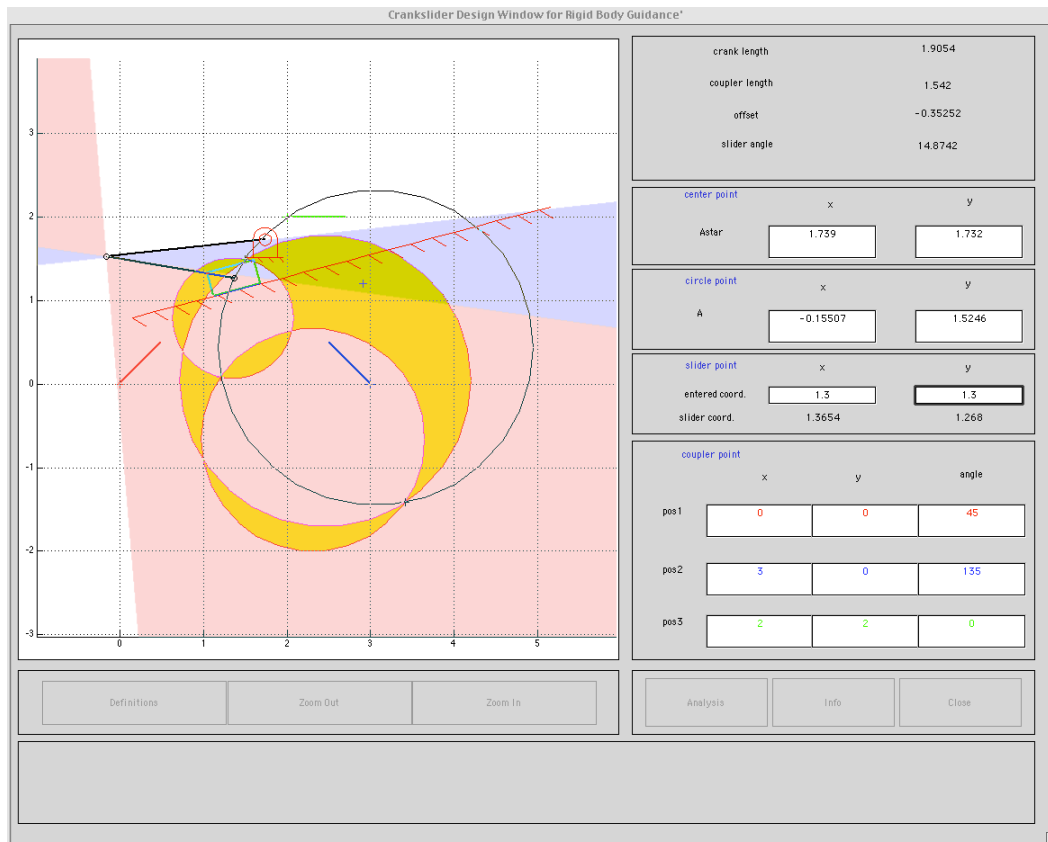 Crankslider Design Window for Rigid Body Guidance*
crank length 1.9054
coupler length 1.542
offset -0.35252
slider angle 14.8742
center point
x y
Astar 1.739 1.732
circle point
x y
A -0.15507 1.5246
slider point
x y
entered coord. 1.3 1.3
slider coord. 1.3654 1.268
coupler point
x y angle
pos1 0 0 45
pos2 3 0 135
pos3 2 2 0
3
2
1
0
-1
-2
-3
0 1 2 3 4 5
Definitions Zoom Out Zoom In
Analysis Info Close